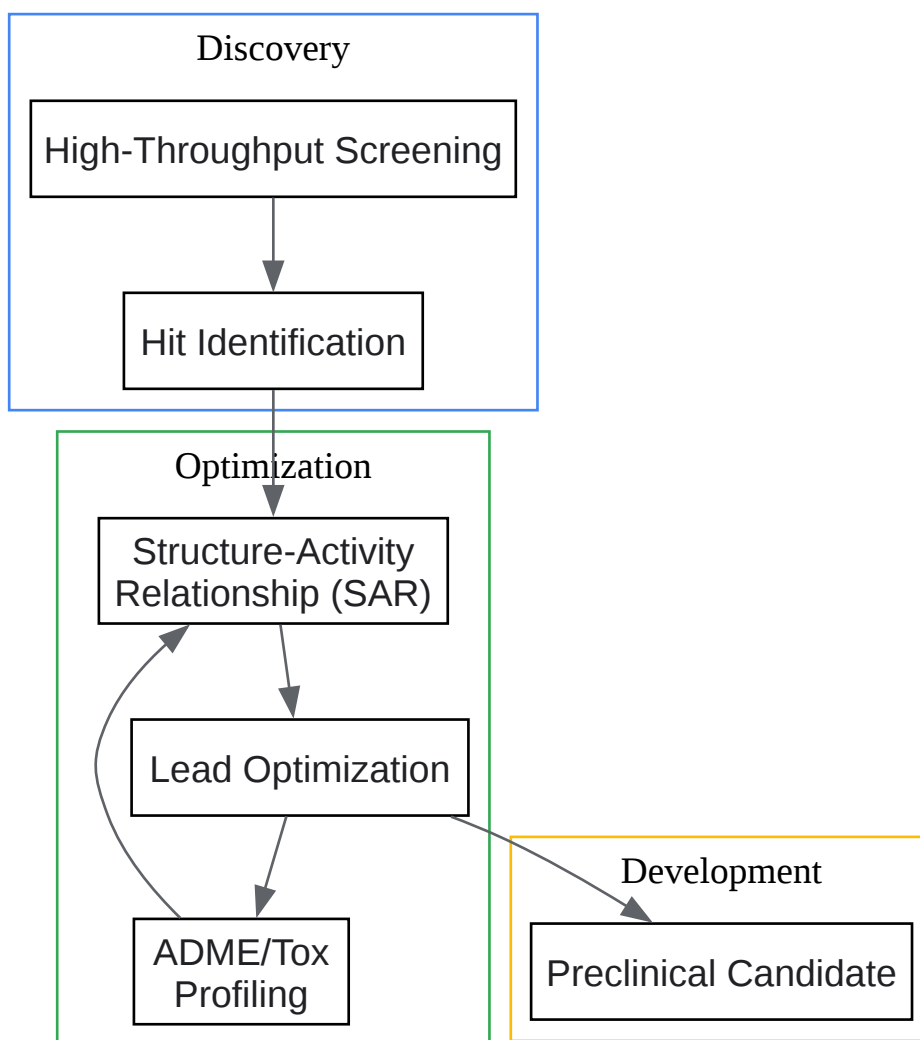 Discovery
High-Throughput Screening
Hit Identification
Optimization
Structure-Activity
Relationship (SAR)
Lead Optimization
ADME/Tox
Profiling
Development
Preclinical Candidate